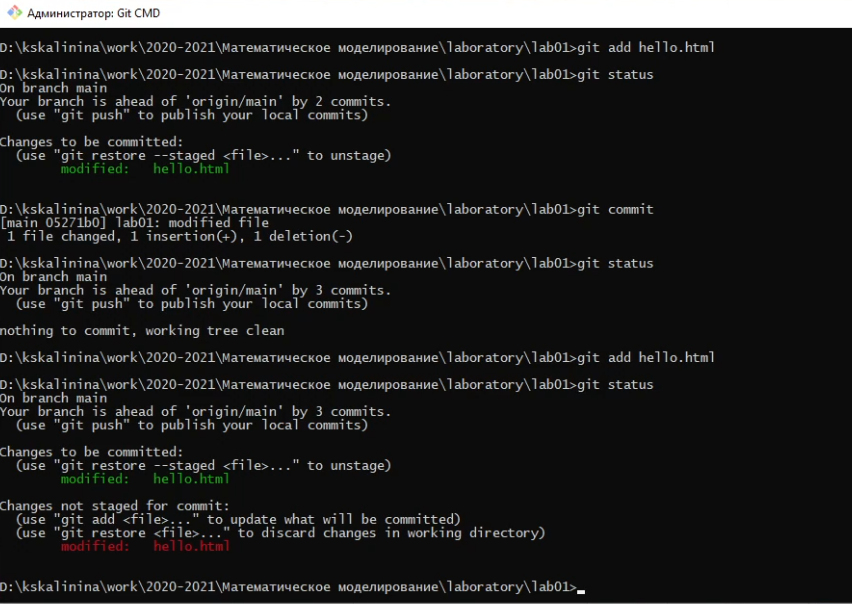 Администратор: Git CMD
D:\kskalinina\work\2020-2021\Математическое моделирование\laboratory\lab01>git add hello.html
D:\kskalinina\work\2020-2021\Математическое моделирование\laboratory\lab01>git status
On branch main
Your branch is ahead of 'origin/main' by 2 commits.
(use "git push" to publish your local commits)
Changes to be committed:
(use "git restore --staged <file>..." to unstage)
modified: hello.html
D:\kskalinina\work\2020-2021\Математическое моделирование\laboratory\lab01>git commit
[main 05271b0] lab01: modified file
1 file changed, 1 insertion(+), 1 deletion(-)
D:\kskalinina\work\2020-2021\Математическое моделирование\laboratory\lab01>git status
On branch main
Your branch is ahead of 'origin/main' by 3 commits.
(use "git push" to publish your local commits)
nothing to commit, working tree clean
D:\kskalinina\work\2020-2021\Математическое моделирование\laboratory\lab01>git add hello.html
D:\kskalinina\work\2020-2021\Математическое моделирование\laboratory\lab01>git status
On branch main
Your branch is ahead of 'origin/main' by 3 commits.
(use "git push" to publish your local commits)
Changes to be committed:
(use "git restore --staged <file>..." to unstage)
modified: hello.html
Changes not staged for commit:
(use "git add <file>..." to update what will be committed)
(use "git restore <file>..." to discard changes in working directory)
modified: hello.html
D:\kskalinina\work\2020-2021\Математическое моделирование\laboratory\lab01>